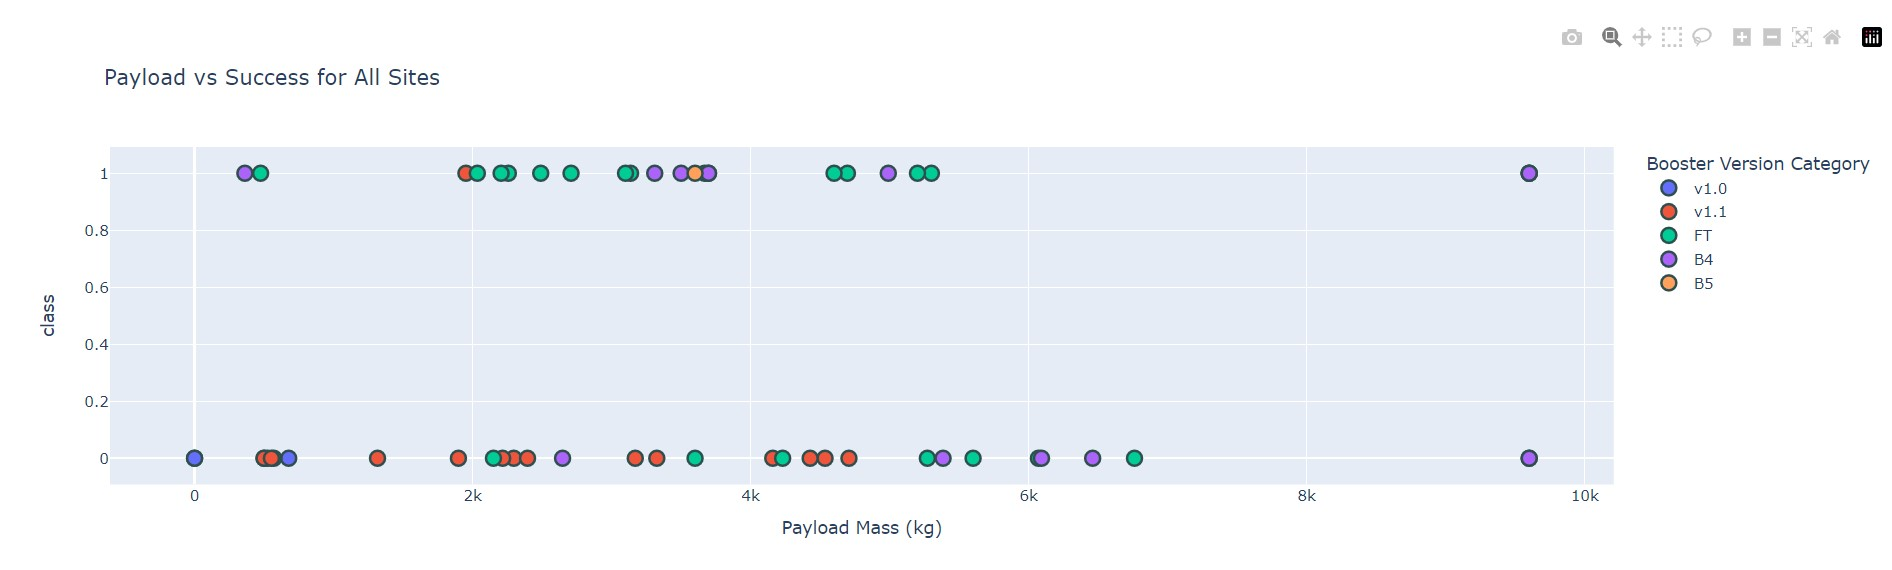 Payload vs Success for All Sites
1
0.8
0.6
0.4
0.2
0
class
0
2k
4k
6k
8k
10k
Payload Mass (kg)
Booster Version Category
v1.0
v1.1
FT
B4
B5